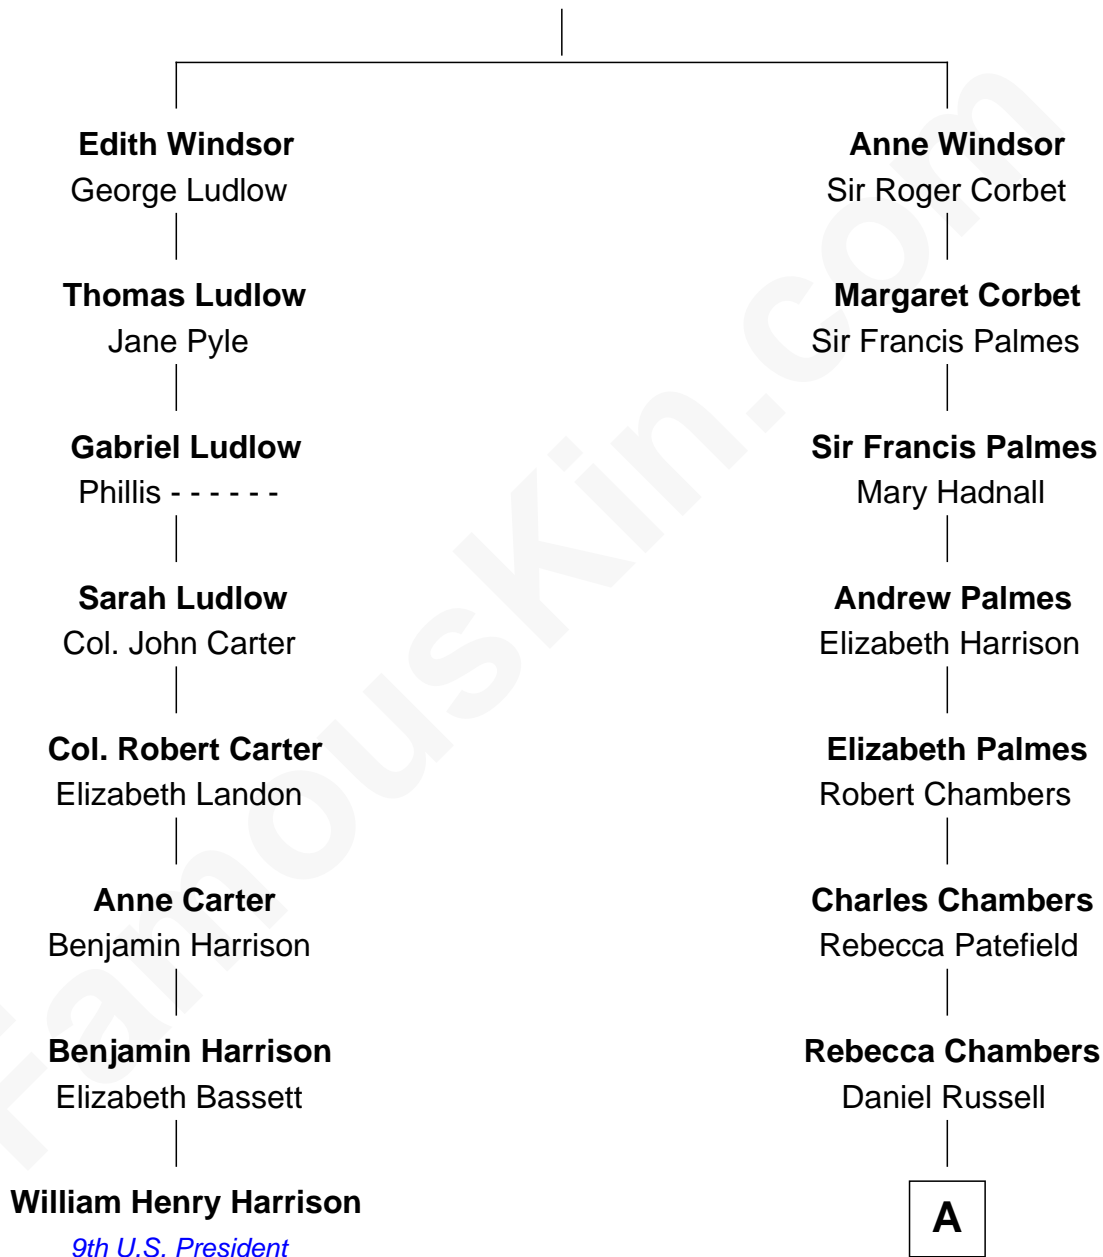 Edith Windsor
George Ludlow
Thomas Ludlow
Jane Pyle
Gabriel Ludlow
Phillis - - - - - -
Sarah Ludlow
Col. John Carter
Col. Robert Carter
Elizabeth Landon
Anne Carter
Benjamin Harrison
Benjamin Harrison
Elizabeth Bassett
William Henry Harrison
9th U.S. President
Anne Windsor
Sir Roger Corbet
Margaret Corbet
Sir Francis Palmes
Sir Francis Palmes
Mary Hadnall
Andrew Palmes
Elizabeth Harrison
Elizabeth Palmes
Robert Chambers
Charles Chambers
Rebecca Patefield
Rebecca Chambers
Daniel Russell
A
FamousKin.com